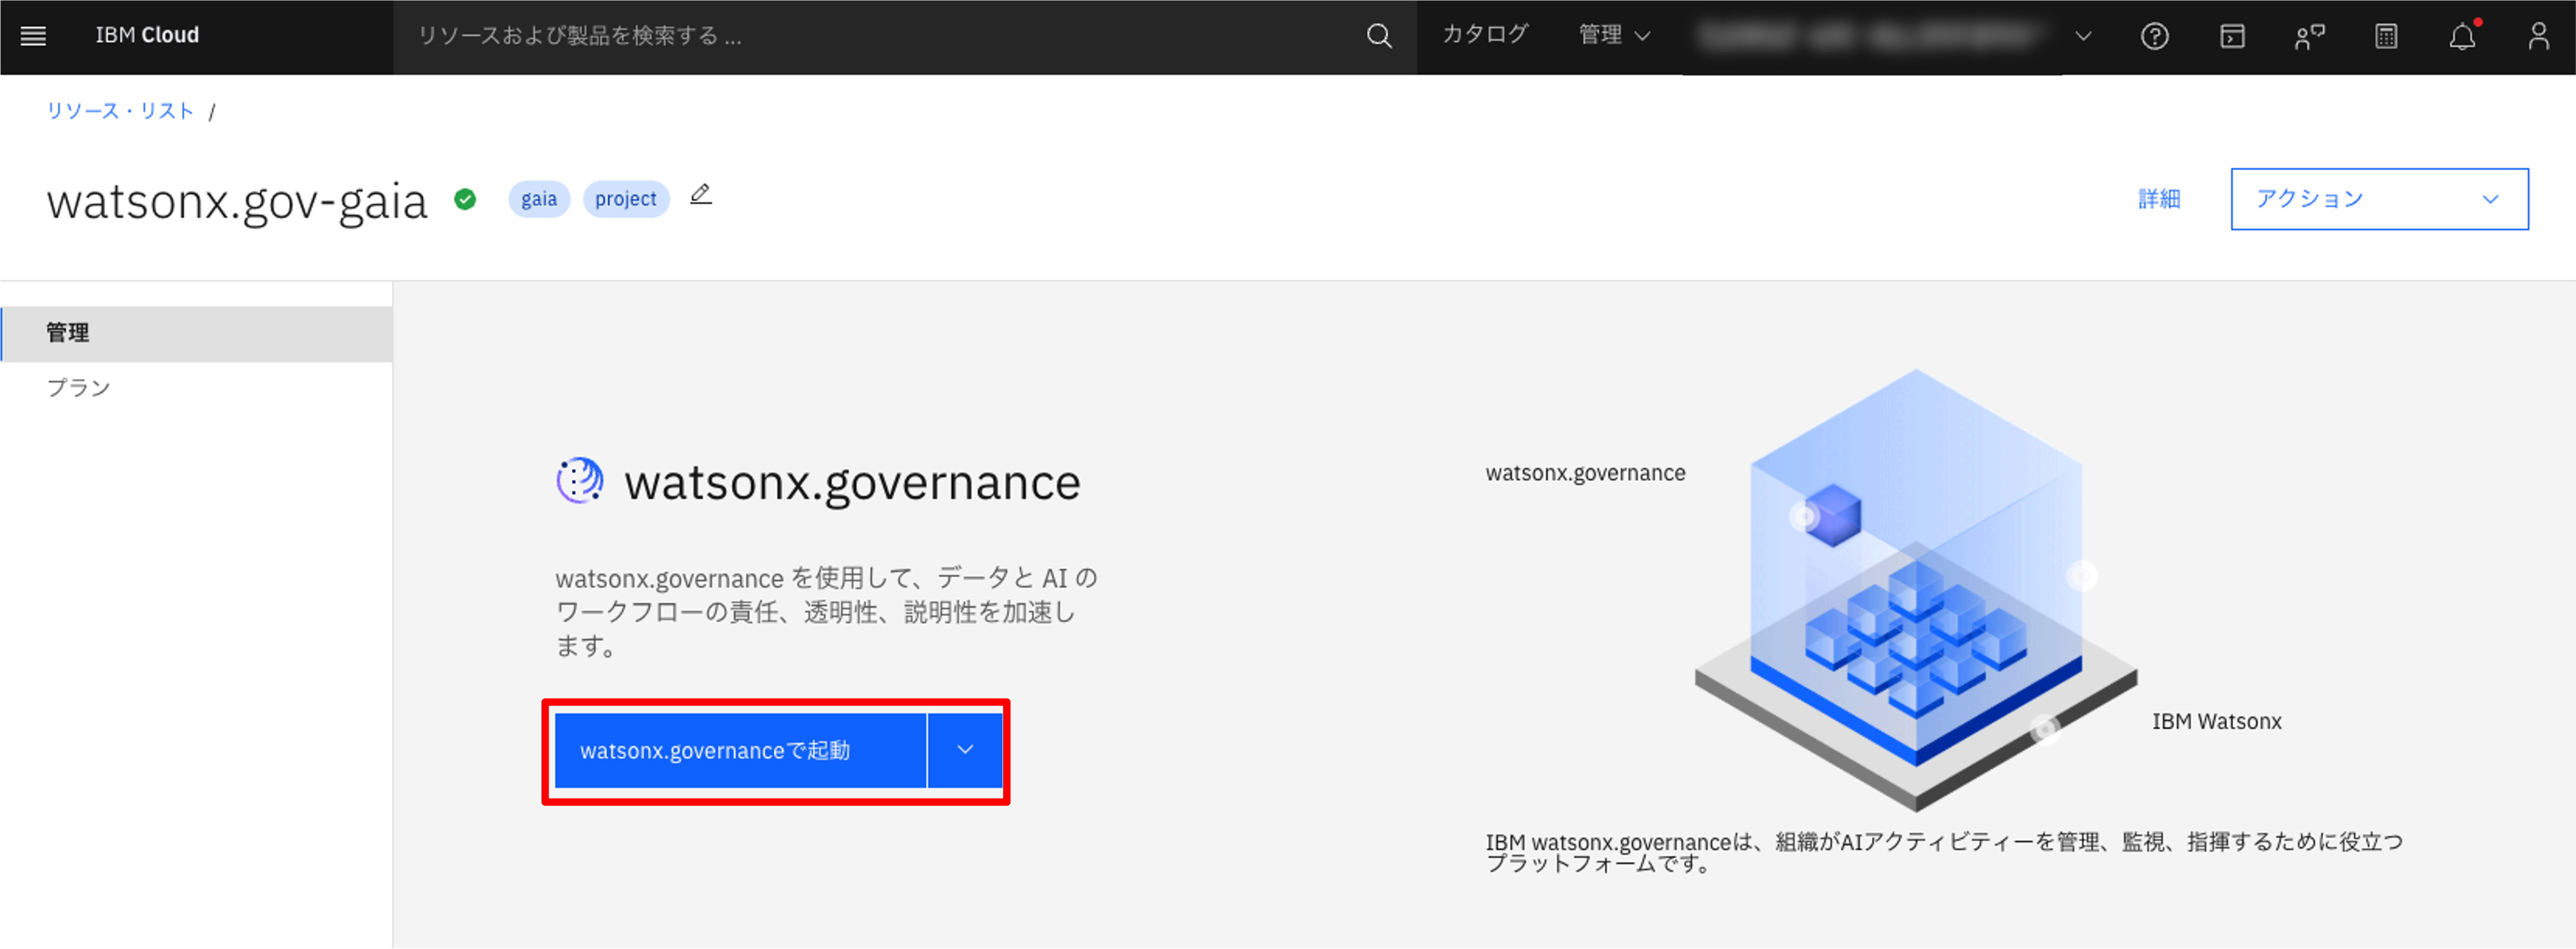 IBM Cloud
リソースおよび製品を検索する ...
カタログ
管理
リソース・リスト /
watsonx.gov-gaia
gaia
project
詳細
アクション
管理
プラン
watsonx.governance
watsonx.governance を使用して、データと AI の
ワークフローの責任、透明性、説明性を加速し
ます。
watsonx.governanceで起動
watsonx.governance
IBM Watsonx
IBM watsonx.governanceは、組織がAIアクティビティーを管理、監視、指揮するために役立つ
プラットフォームです。